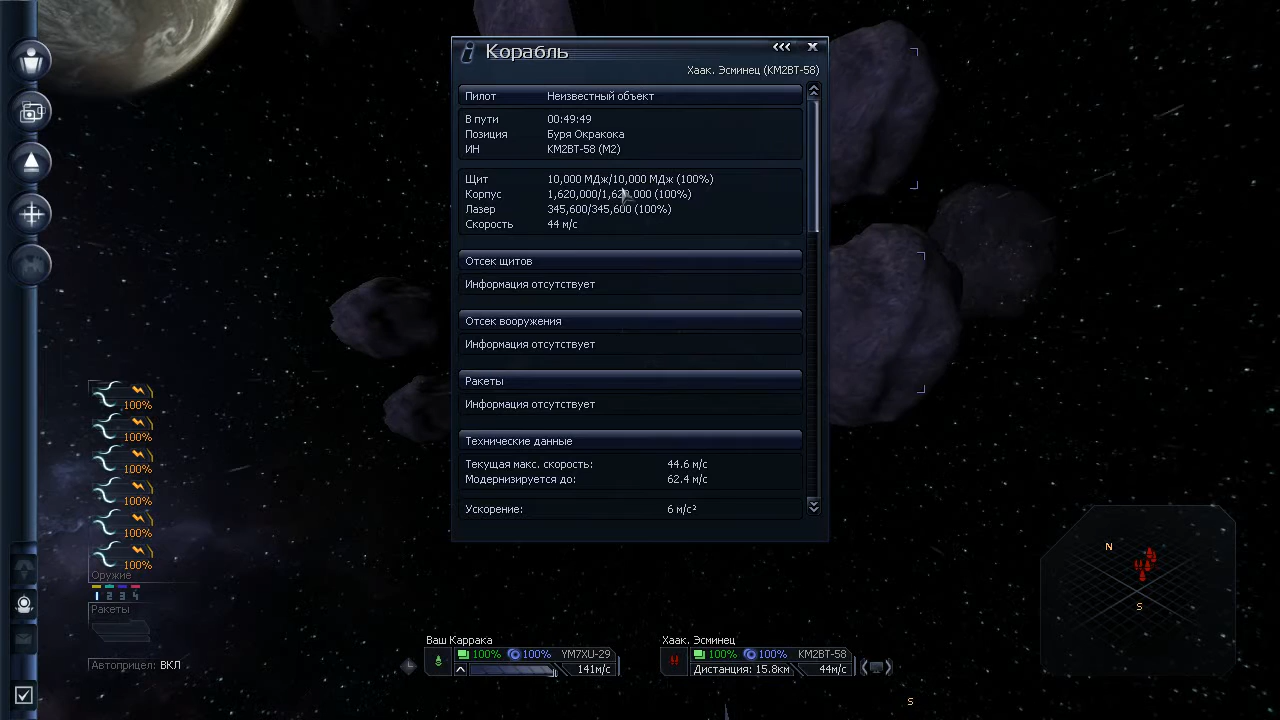 Корабль
Хаак. Эсминец (KM2BT-58)
Пилот Неизвестный объект
В пути 00:49:49
Позиция Буря Окракока
ИН KM2BT-58 (M2)
Щит 10,000 МДж/10,000 МДж (100%)
Корпус 1,620,000/1,620,000 (100%)
Лазер 345,600/345,600 (100%)
Скорость 44 м/с
Отсек щитов
Информация отсутствует
Отсек вооружения
Информация отсутствует
Ракеты
Информация отсутствует
Технические данные
Текущая макс. скорость: 44.6 м/с
Модернизируется до: 62.4 м/с
Ускорение: 6 м/с²
100%
100%
100%
100%
100%
100%
Оружие
1 2 3 4
Ракеты
Автоприцел: ВКЛ
Ваш Каррака
100% 100% YM7XU-29
141м/с
Хаак. Эсминец
100% 100% KM2BT-58
Дистанция: 15.8км 44м/с
N
S
S